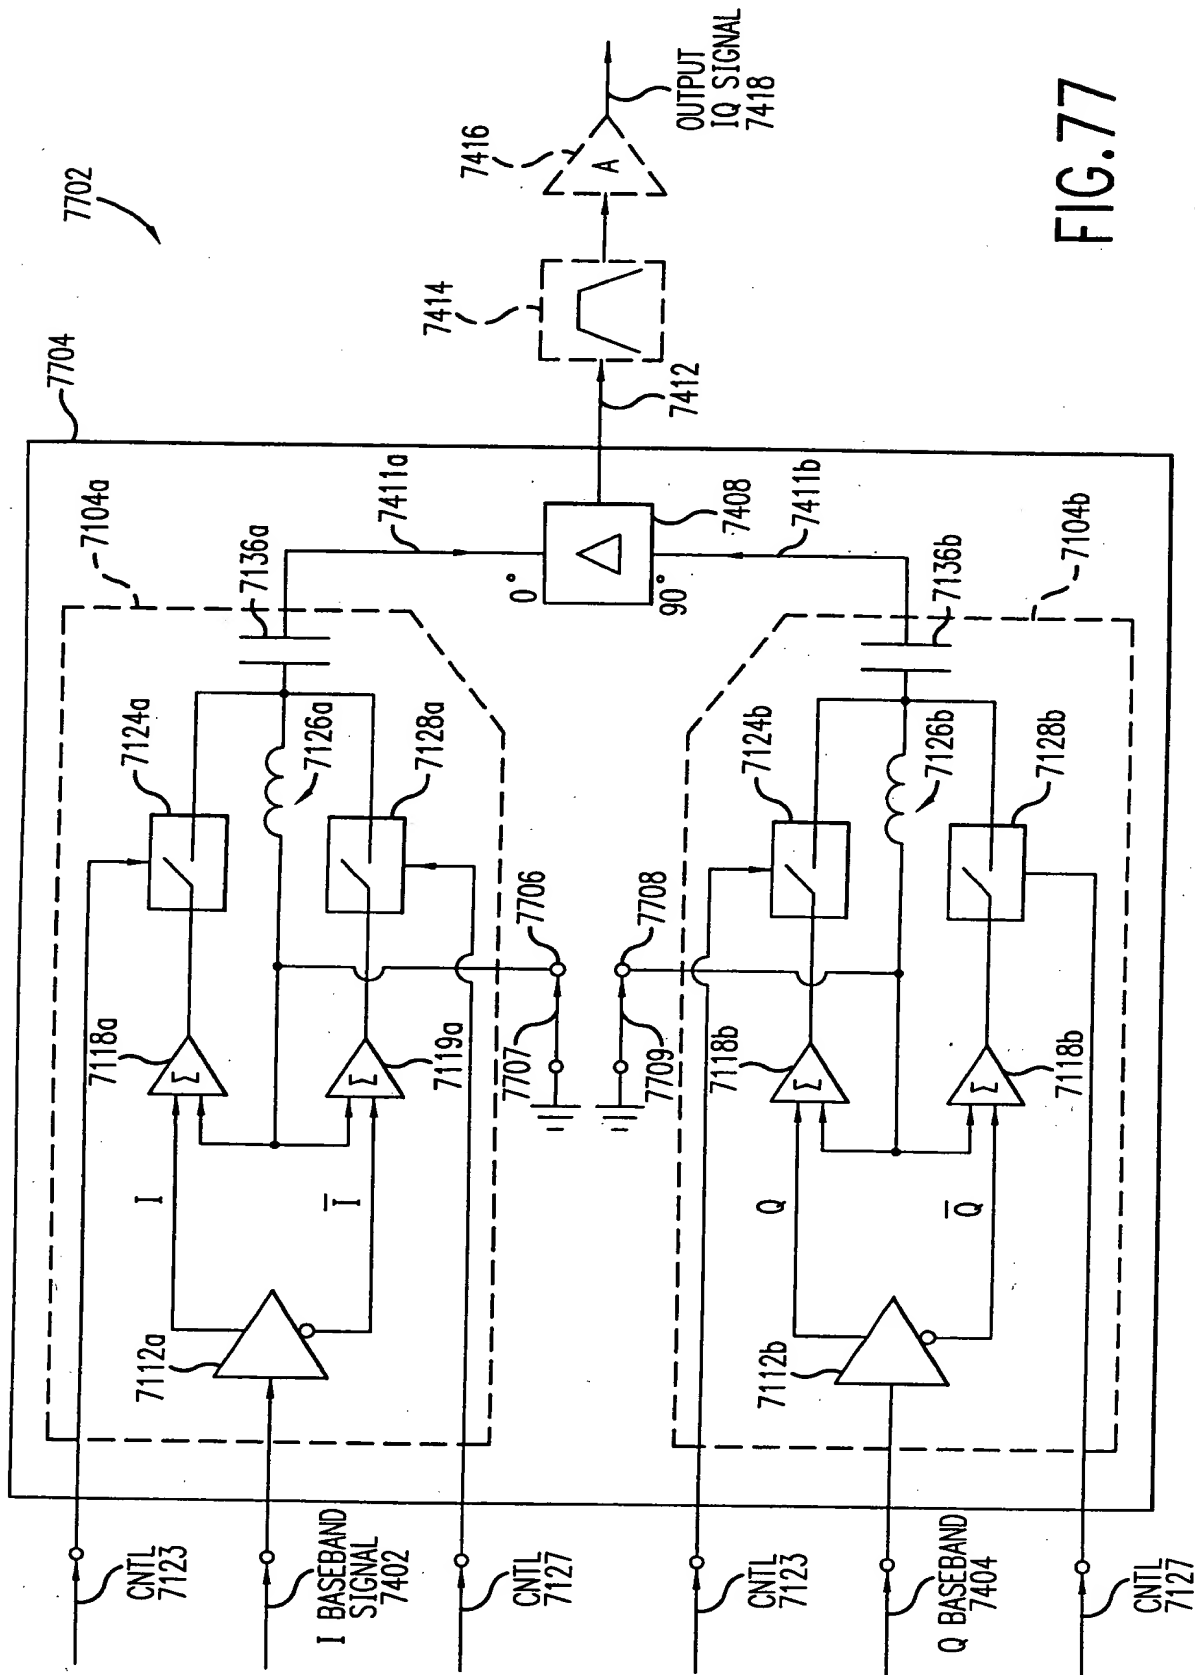 7702
7704
7104a
7124a
7136a
7118a
Σ
7126a
7411a
I
I
7112a
7119a
Σ
7128a
0°
7408
90°
7412
7414
7416
A
OUTPUT
IQ SIGNAL
7418
7707
7706
7709
7708
7411b
7124b
7136b
7118b
Σ
7126b
7104b
Q
Q
7112b
7118b
Σ
7128b
CNTL
7123
I BASEBAND
SIGNAL
7402
CNTL
7127
CNTL
7123
Q BASEBAND
7404
CNTL
7127
FIG.77